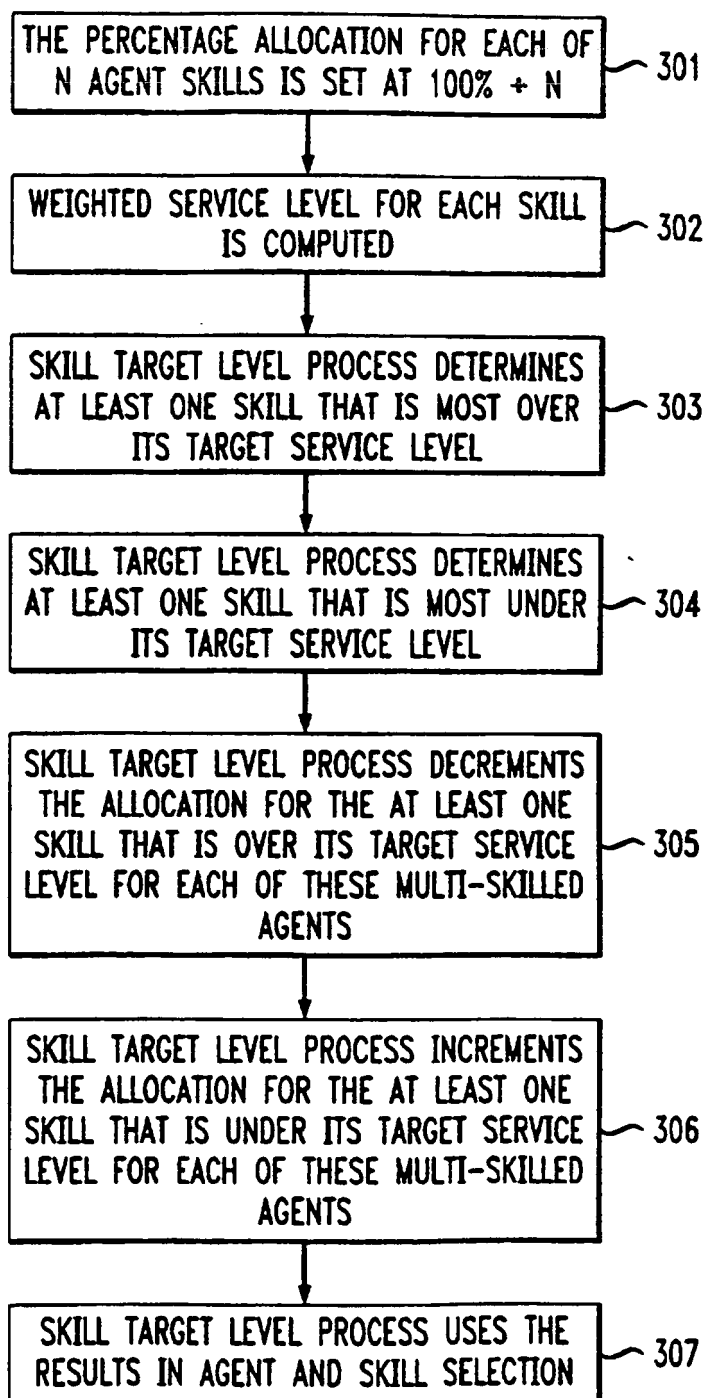 THE PERCENTAGE ALLOCATION FOR EACH OF
N AGENT SKILLS IS SET AT 100% + N
301
WEIGHTED SERVICE LEVEL FOR EACH SKILL
IS COMPUTED
302
SKILL TARGET LEVEL PROCESS DETERMINES
AT LEAST ONE SKILL THAT IS MOST OVER
ITS TARGET SERVICE LEVEL
303
SKILL TARGET LEVEL PROCESS DETERMINES
AT LEAST ONE SKILL THAT IS MOST UNDER
ITS TARGET SERVICE LEVEL
304
SKILL TARGET LEVEL PROCESS DECREMENTS
THE ALLOCATION FOR THE AT LEAST ONE
SKILL THAT IS OVER ITS TARGET SERVICE
LEVEL FOR EACH OF THESE MULTI-SKILLED
AGENTS
305
SKILL TARGET LEVEL PROCESS INCREMENTS
THE ALLOCATION FOR THE AT LEAST ONE
SKILL THAT IS UNDER ITS TARGET SERVICE
LEVEL FOR EACH OF THESE MULTI-SKILLED
AGENTS
306
SKILL TARGET LEVEL PROCESS USES THE
RESULTS IN AGENT AND SKILL SELECTION
307